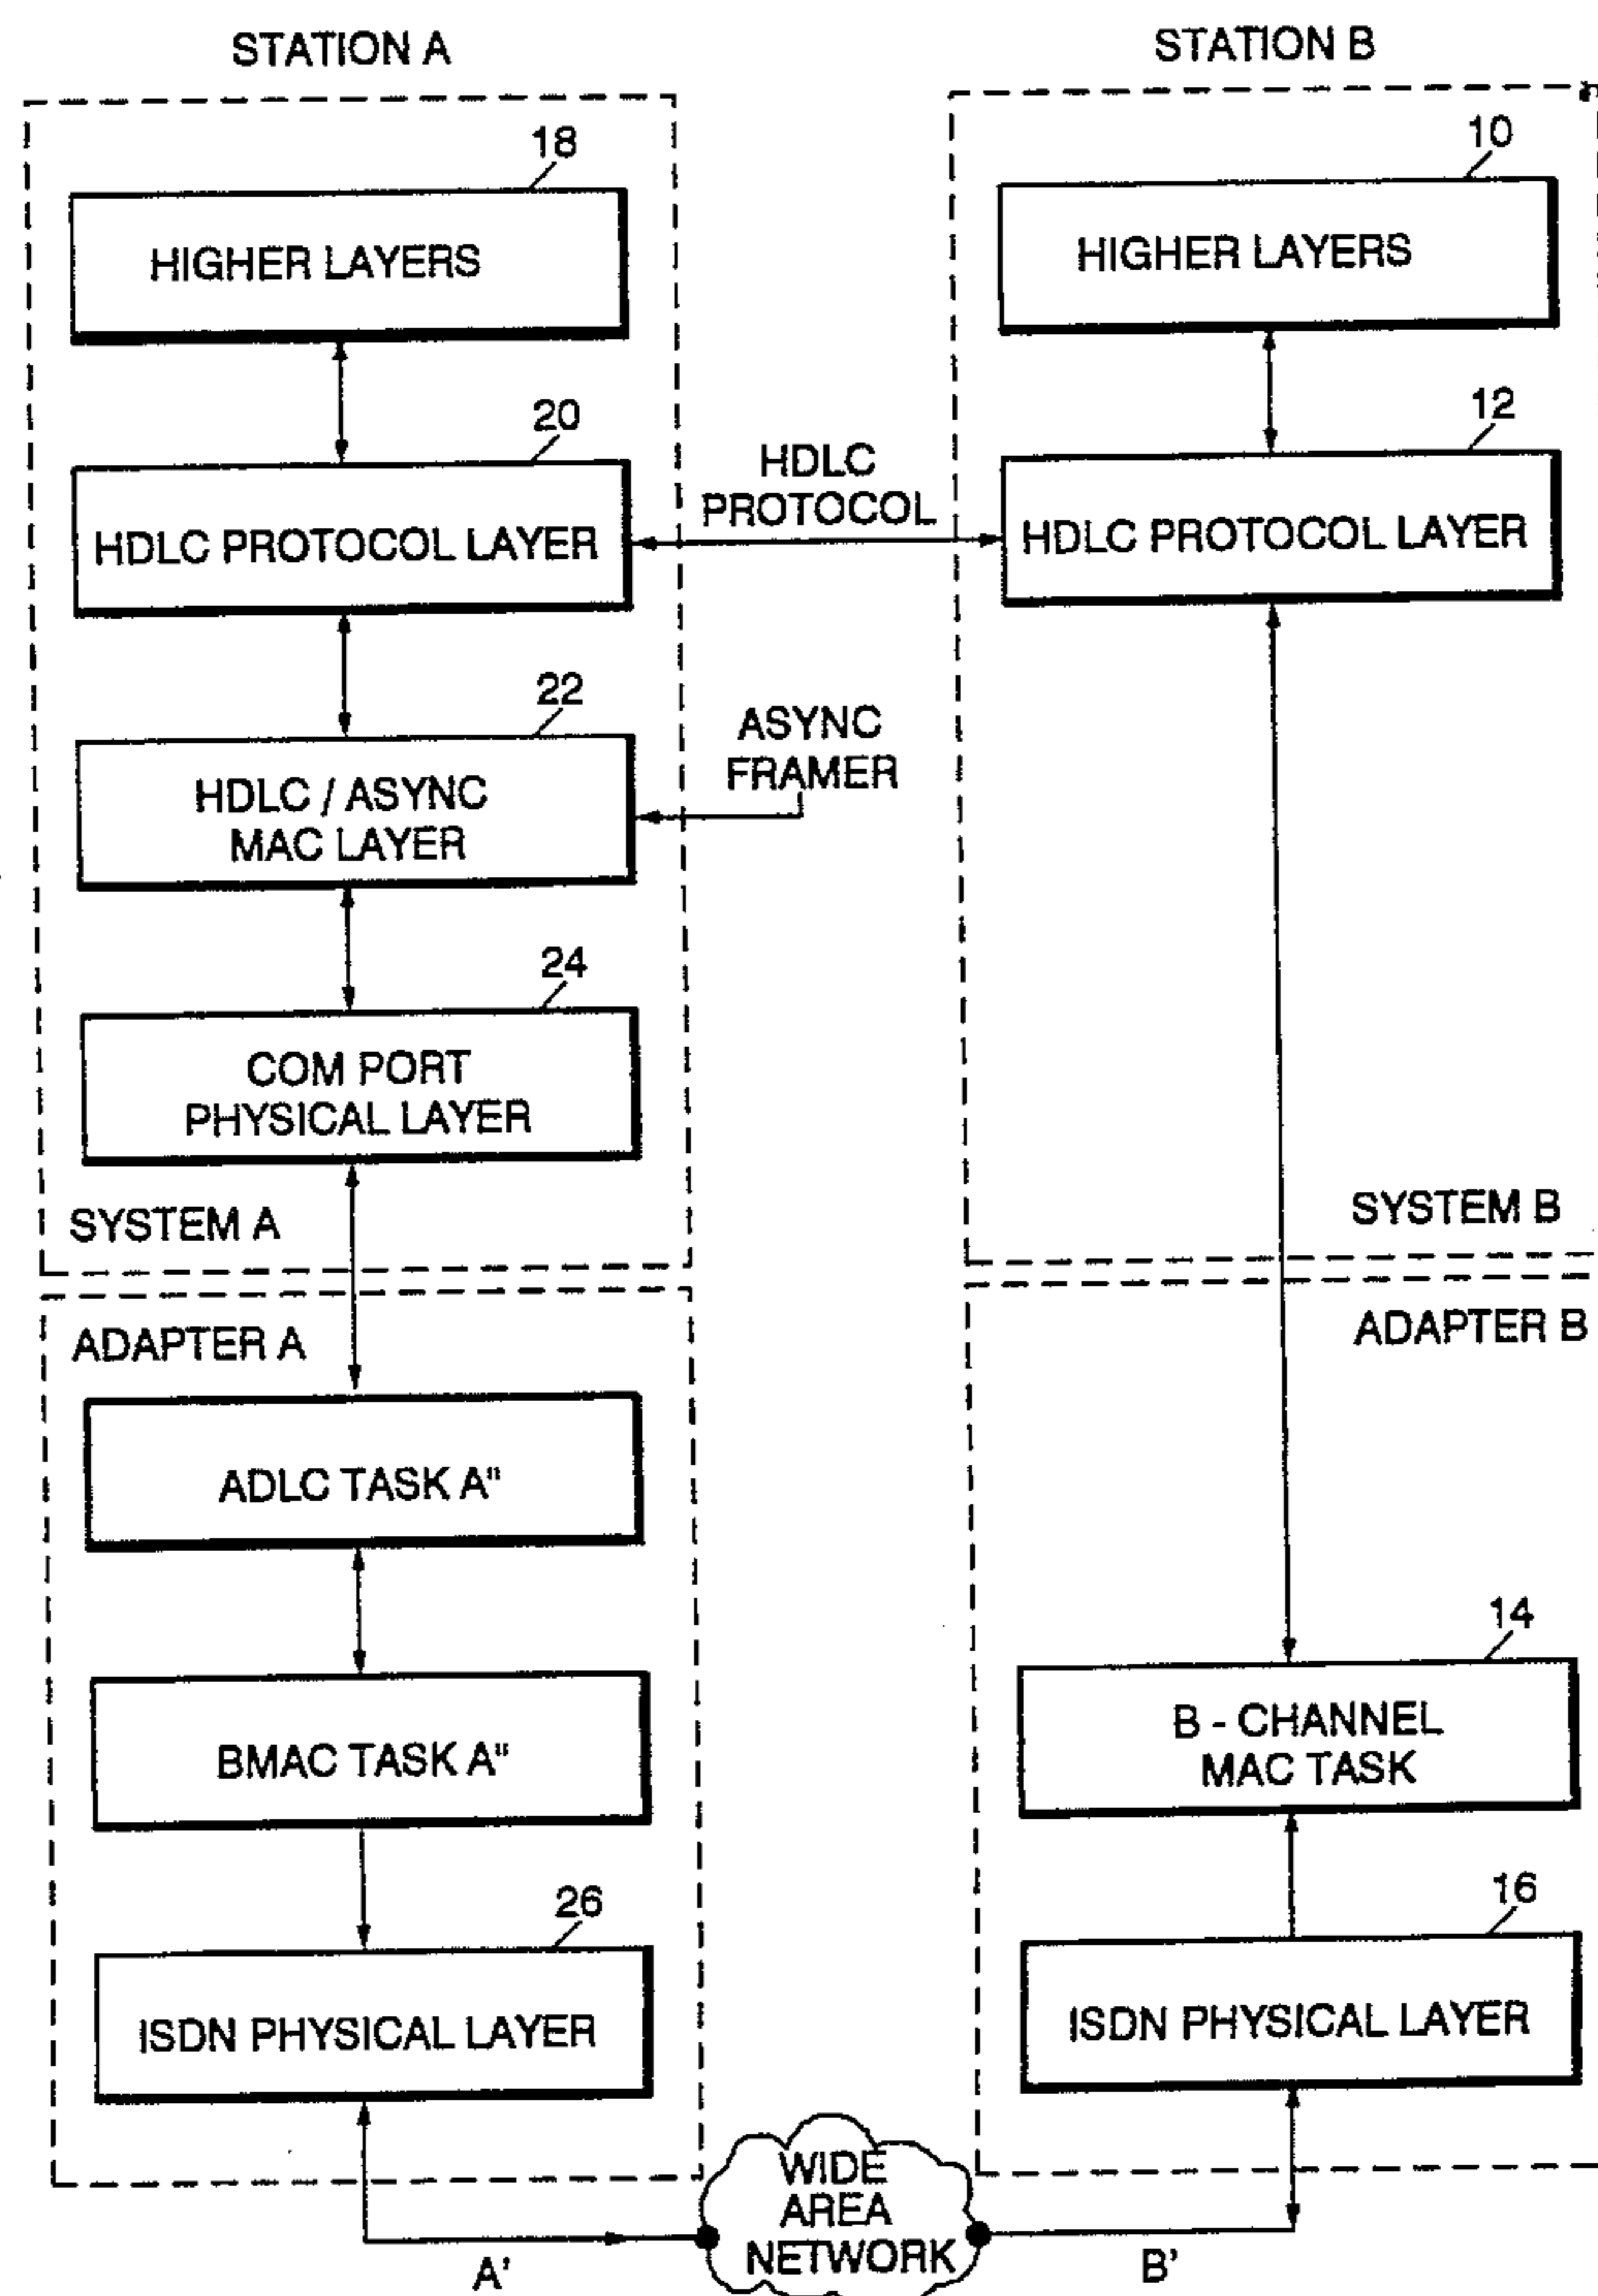 STATION A
18
HIGHER LAYERS
20
HDLC PROTOCOL LAYER
22
HDLC / ASYNC
MAC LAYER
24
COM PORT
PHYSICAL LAYER
SYSTEM A
ADAPTER A
ADLC TASK A"
BMAC TASK A"
26
ISDN PHYSICAL LAYER
A'
HDLC
PROTOCOL
ASYNC
FRAMER
WIDE
AREA
NETWORK
STATION B
10
HIGHER LAYERS
12
HDLC PROTOCOL LAYER
SYSTEM B
ADAPTER B
14
B - CHANNEL
MAC TASK
16
ISDN PHYSICAL LAYER
B'